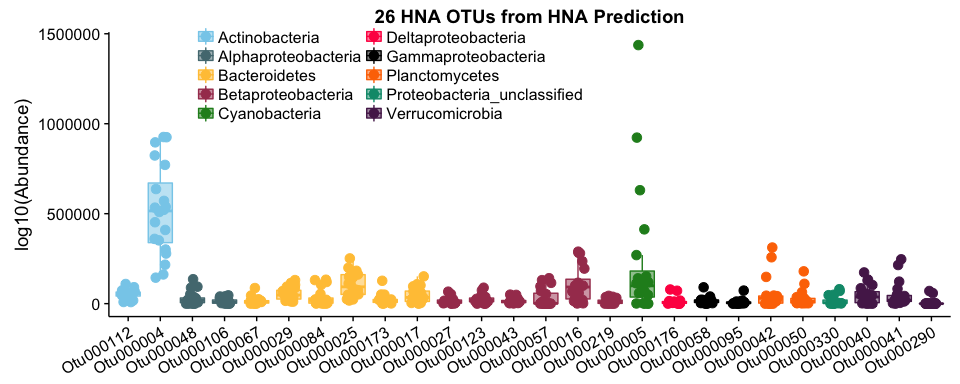 26 HNA OTUs from HNA Prediction
Actinobacteria
Alphaproteobacteria
Bacteroidetes
Betaproteobacteria
Cyanobacteria
Deltaproteobacteria
Gammaproteobacteria
Planctomycetes
Proteobacteria_unclassified
Verrucomicrobia
log10(Abundance)
1500000
1000000
500000
0
Otu000112
Otu000004
Otu000048
Otu000106
Otu000067
Otu000029
Otu000084
Otu000025
Otu000173
Otu000017
Otu000027
Otu000123
Otu000043
Otu000057
Otu000016
Otu000219
Otu000005
Otu000176
Otu000058
Otu000095
Otu000042
Otu000050
Otu000330
Otu000040
Otu000041
Otu000290